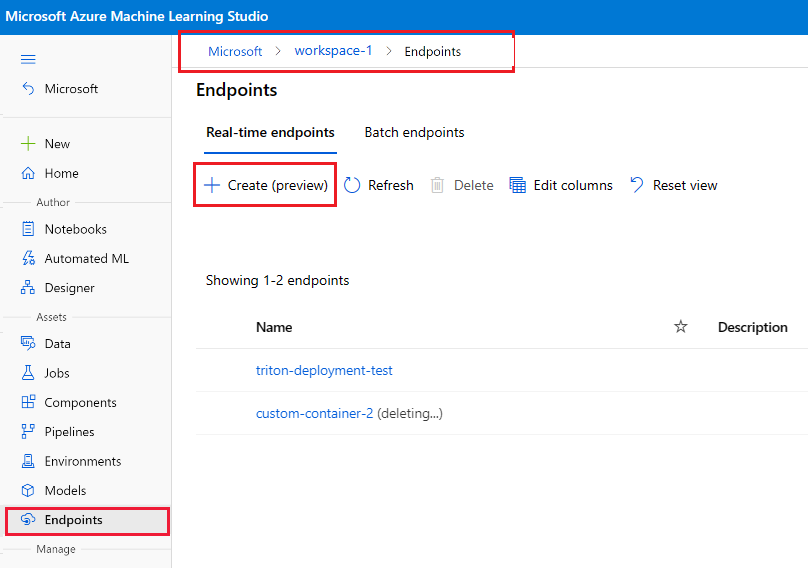 Microsoft Azure Machine Learning Studio
Microsoft > workspace-1 > Endpoints
Microsoft
New
Home
Author
Notebooks
Automated ML
Designer
Assets
Data
Jobs
Components
Pipelines
Environments
Models
Endpoints
Manage
Endpoints
Real-time endpoints Batch endpoints
Create (preview) Refresh Delete Edit columns Reset view
Showing 1-2 endpoints
Name Description
triton-deployment-test
custom-container-2 (deleting...)